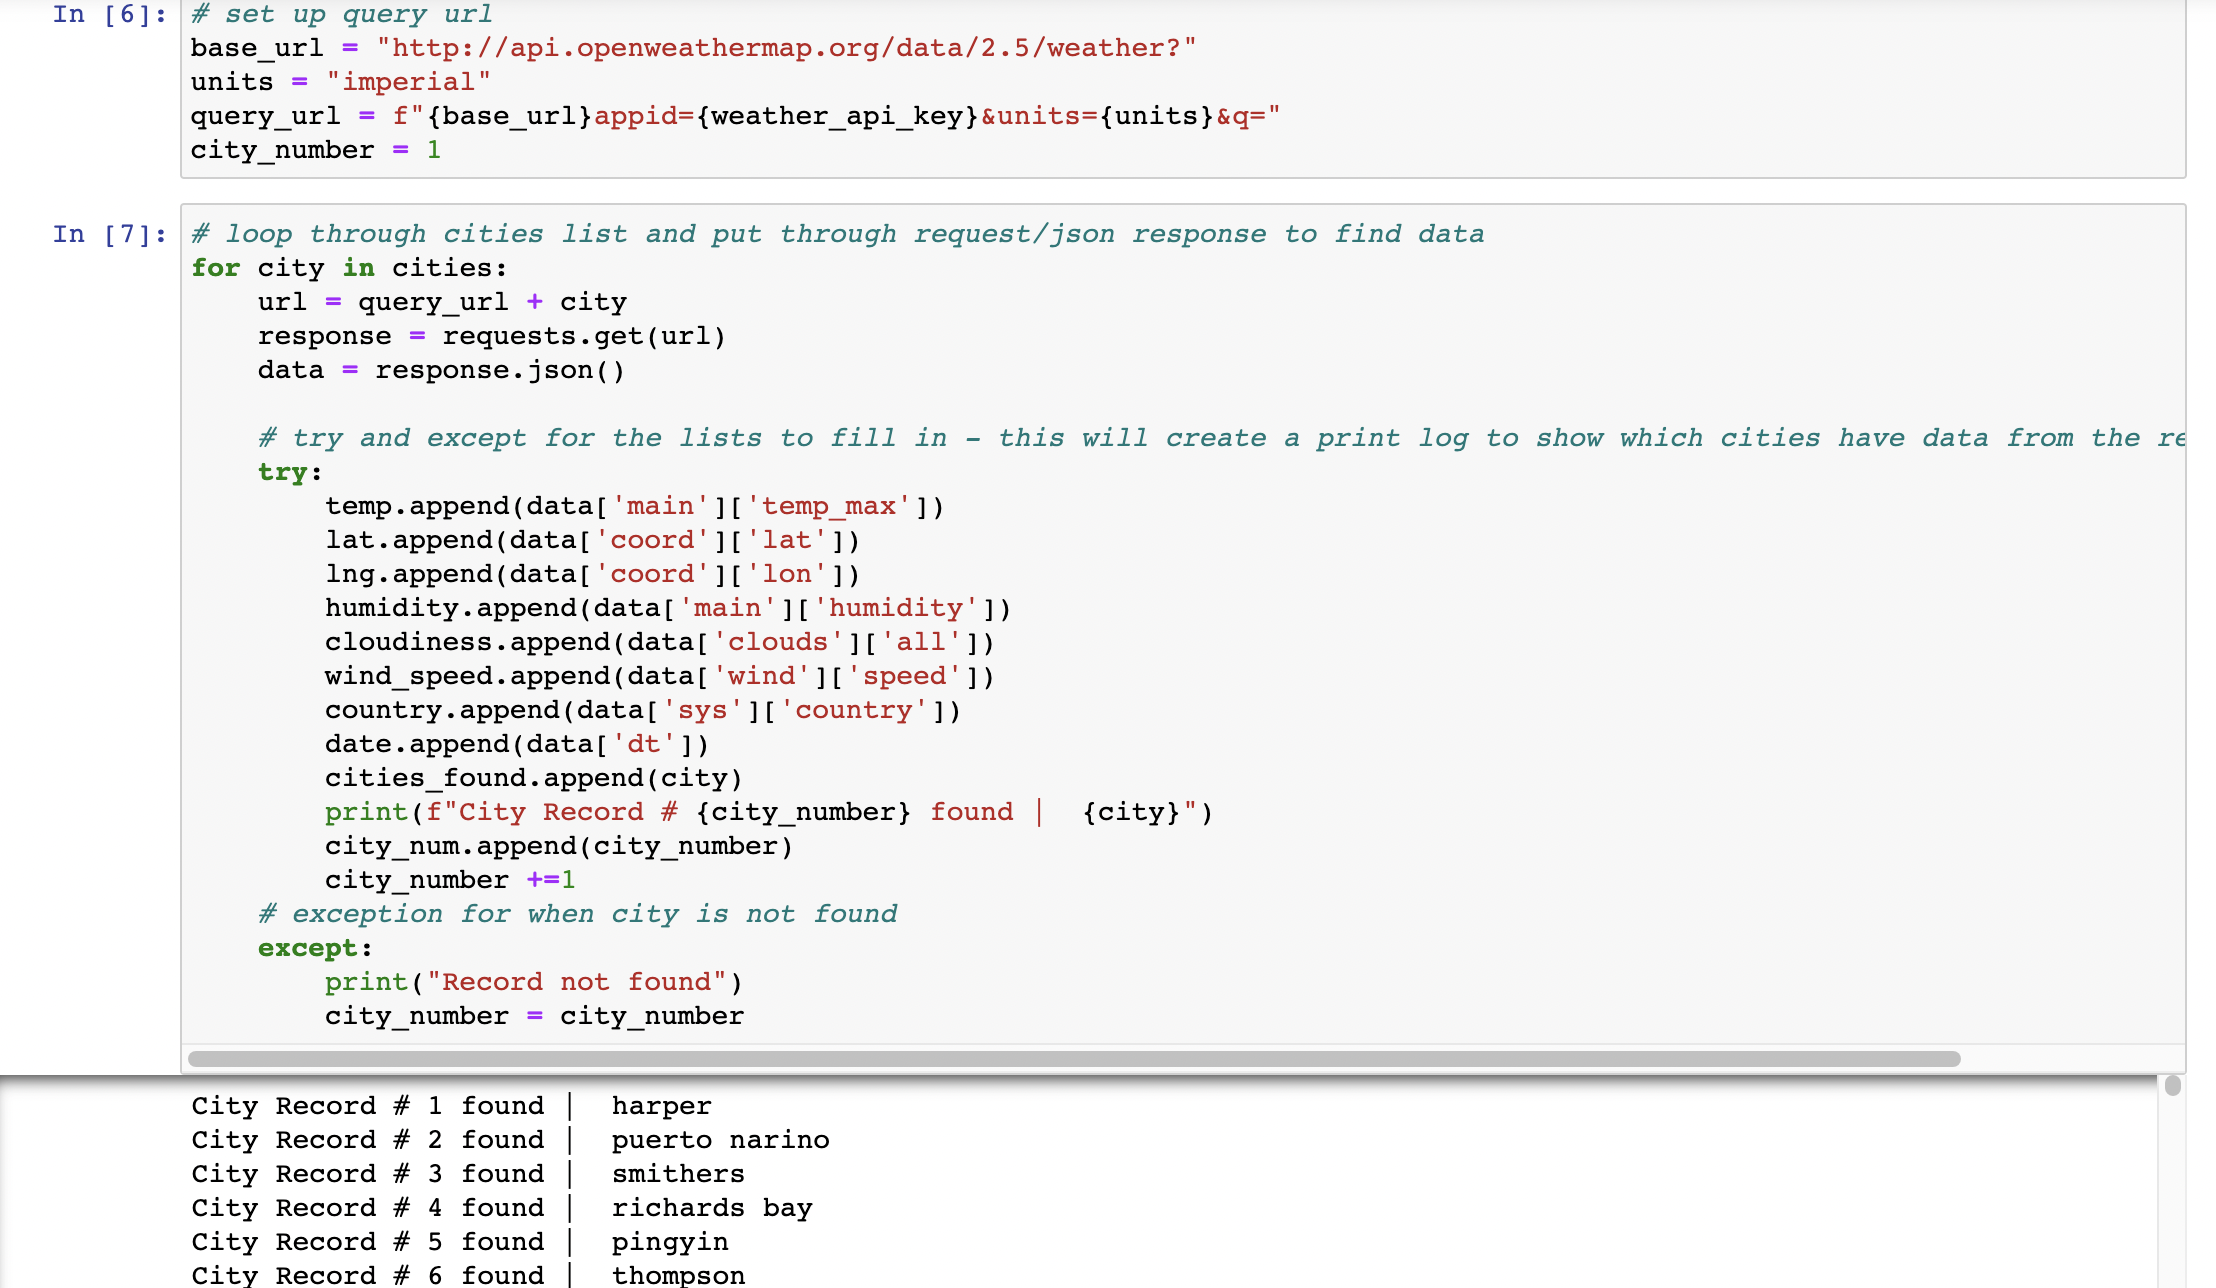 In [6]: # set up query url
base_url = "http://api.openweathermap.org/data/2.5/weather?"
units = "imperial"
query_url = f"{base_url}appid={weather_api_key}&units={units}&q="
city_number = 1
In [7]: # loop through cities list and put through request/json response to find data
for city in cities:
    url = query_url + city
    response = requests.get(url)
    data = response.json()
    # try and except for the lists to fill in - this will create a print log to show which cities have data from the re
    try:
        temp.append(data['main']['temp_max'])
        lat.append(data['coord']['lat'])
        lng.append(data['coord']['lon'])
        humidity.append(data['main']['humidity'])
        cloudiness.append(data['clouds']['all'])
        wind_speed.append(data['wind']['speed'])
        country.append(data['sys']['country'])
        date.append(data['dt'])
        cities_found.append(city)
        print(f"City Record # {city_number} found |  {city}")
        city_num.append(city_number)
        city_number +=1
    # exception for when city is not found
    except:
        print("Record not found")
        city_number = city_number
City Record # 1 found |  harper
City Record # 2 found |  puerto narino
City Record # 3 found |  smithers
City Record # 4 found |  richards bay
City Record # 5 found |  pingyin
City Record # 6 found |  thompson